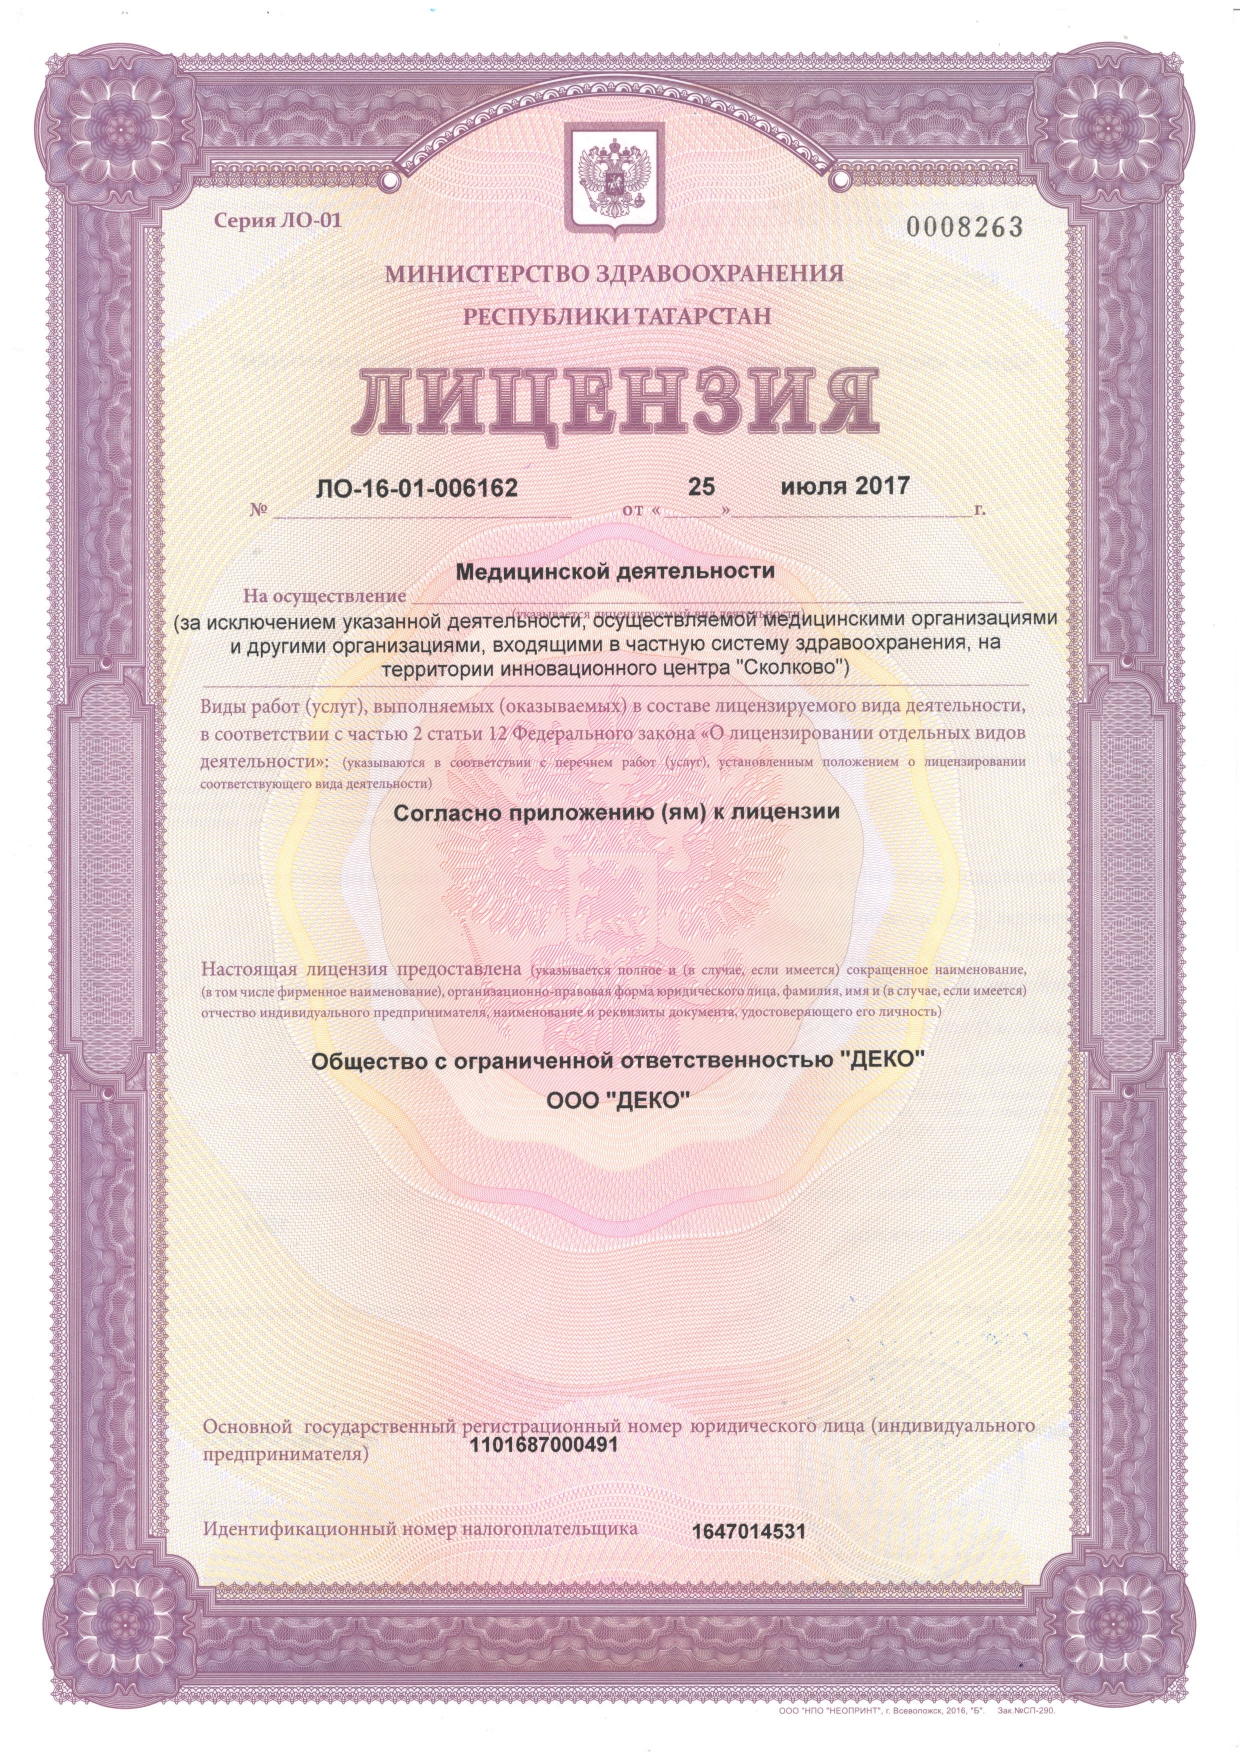 Серия ЛО-01
0008263
МИНИСТЕРСТВО ЗДРАВООХРАНЕНИЯ
РЕСПУБЛИКИ ТАТАРСТАН
ЛИЦЕНЗИЯ
№ ЛО-16-01-006162 от « 25 » июля 2017 г.
На осуществление Медицинской деятельности
(указывается лицензируемый вид деятельности)
(за исключением указанной деятельности, осуществляемой медицинскими организациями
и другими организациями, входящими в частную систему здравоохранения, на
территории инновационного центра "Сколково")
Виды работ (услуг), выполняемых (оказываемых) в составе лицензируемого вида деятельности,
в соответствии с частью 2 статьи 12 Федерального закона «О лицензировании отдельных видов
деятельности»: (указываются в соответствии с перечнем работ (услуг), установленным положением о лицензировании
соответствующего вида деятельности)
Согласно приложению (ям) к лицензии
Настоящая лицензия предоставлена (указывается полное и (в случае, если имеется) сокращенное наименование,
(в том числе фирменное наименование), организационно-правовая форма юридического лица, фамилия, имя и (в случае, если имеется)
отчество индивидуального предпринимателя, наименование и реквизиты документа, удостоверяющего его личность)
Общество с ограниченной ответственностью "ДЕКО"
ООО "ДЕКО"
Основной государственный регистрационный номер юридического лица (индивидуального
предпринимателя) 1101687000491
Идентификационный номер налогоплательщика 1647014531
ООО "НПО "НЕОПРИНТ", г. Всеволожск, 2016, "Б". Зак.№СП-290.